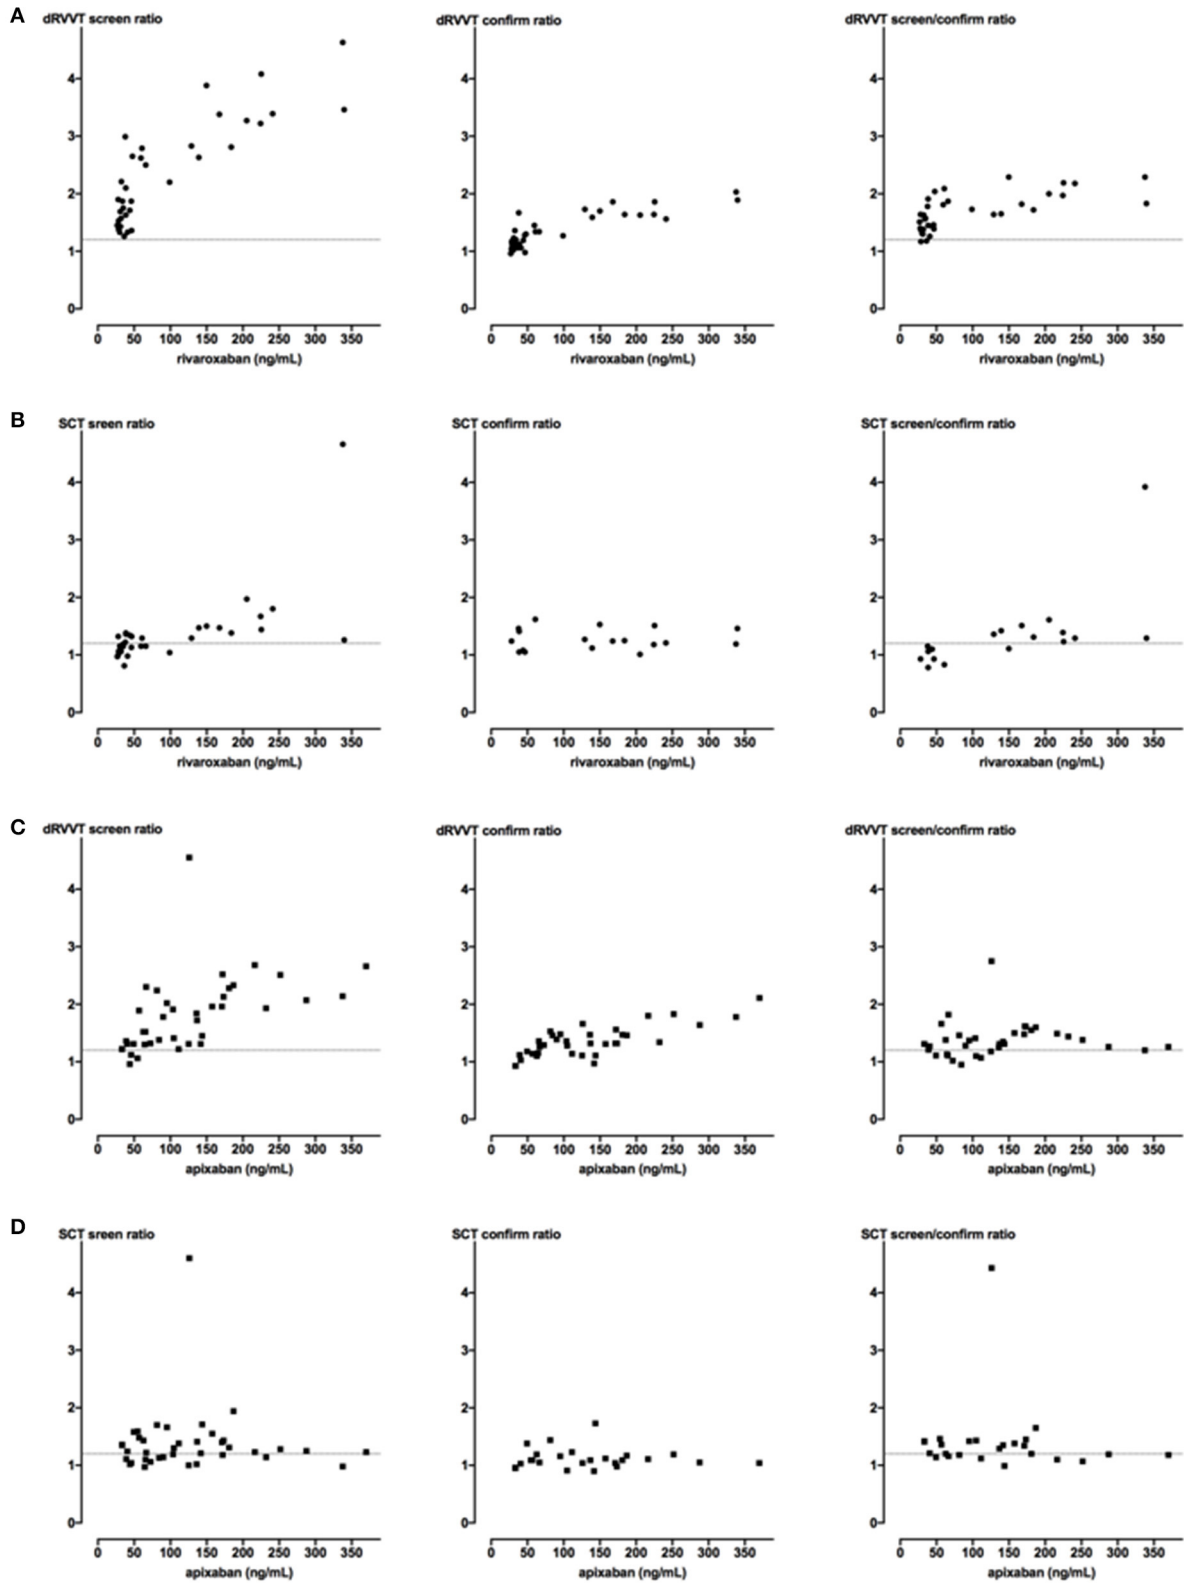 A
dRVVT screen ratio dRVVT confirm ratio dRVVT screen/confirm ratio
4 4 4
3 3 3
2 2 2
1 1 1
0 0 0
0 50 100 150 200 250 300 350 0 50 100 150 200 250 300 350 0 50 100 150 200 250 300 350
rivaroxaban (ng/mL) rivaroxaban (ng/mL) rivaroxaban (ng/mL)
B
SCT sreen ratio SCT confirm ratio SCT screen/confirm ratio
4 4 4
3 3 3
2 2 2
1 1 1
0 0 0
0 50 100 150 200 250 300 350 0 50 100 150 200 250 300 350 0 50 100 150 200 250 300 350
rivaroxaban (ng/mL) rivaroxaban (ng/mL) rivaroxaban (ng/mL)
C
dRVVT screen ratio dRVVT confirm ratio dRVVT screen/confirm ratio
4 4 4
3 3 3
2 2 2
1 1 1
0 0 0
0 50 100 150 200 250 300 350 0 50 100 150 200 250 300 350 0 50 100 150 200 250 300 350
apixaban (ng/mL) apixaban (ng/mL) apixaban (ng/mL)
D
SCT sreen ratio SCT confirm ratio SCT screen/confirm ratio
4 4 4
3 3 3
2 2 2
1 1 1
0 0 0
0 50 100 150 200 250 300 350 0 50 100 150 200 250 300 350 0 50 100 150 200 250 300 350
apixaban (ng/mL) apixaban (ng/mL) apixaban (ng/mL)